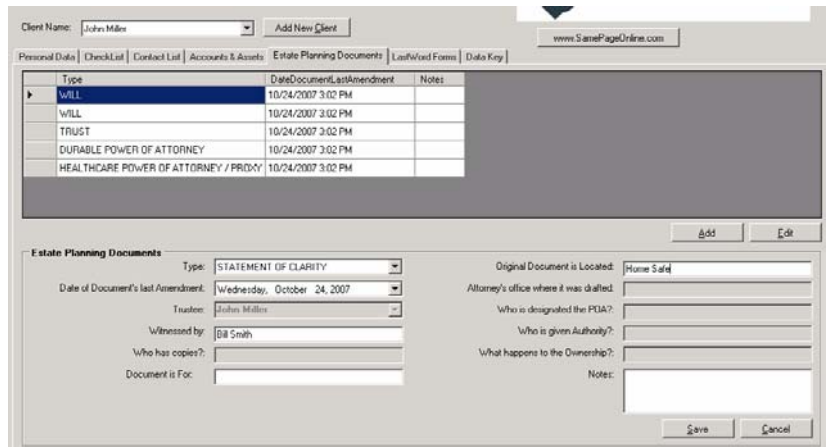 Client Name: John Miller Add New Client
www.SamePageOnline.com
Personal Data CheckList Contact List Accounts & Assets Estate Planning Documents LastWord Forms Data Key
Type DateDocumentLastAmendment Notes
WILL 10/24/2007 3:02 PM
WILL 10/24/2007 3:02 PM
TRUST 10/24/2007 3:02 PM
DURABLE POWER OF ATTORNEY 10/24/2007 3:02 PM
HEALTHCARE POWER OF ATTORNEY / PROXY 10/24/2007 3:02 PM
Add Edit
Estate Planning Documents
Type: STATEMENT OF CLARITY Original Document is Located: Home Safe
Date of Document's last Amendment: Wednesday, October 24, 2007 Attorney's office where it was drafted:
Trustee: John Miller Who is designated the POA?:
Witnessed by: Bill Smith Who is given Authority?:
Who has copies?: What happens to the Ownership?:
Document is For: Notes:
Save Cancel